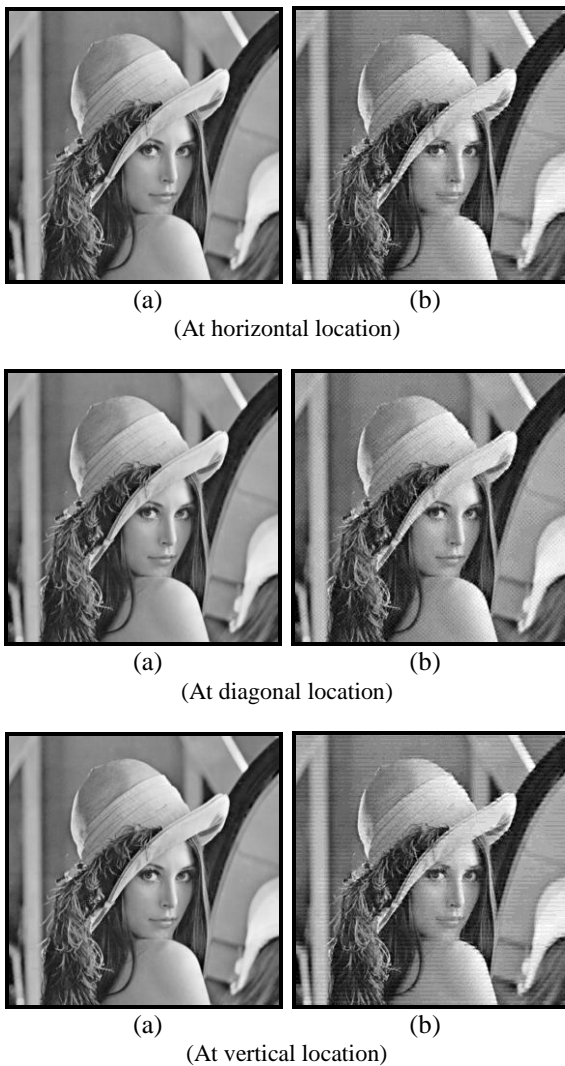 (a) (b)
(At horizontal location)
(a) (b)
(At diagonal location)
(a) (b)
(At vertical location)